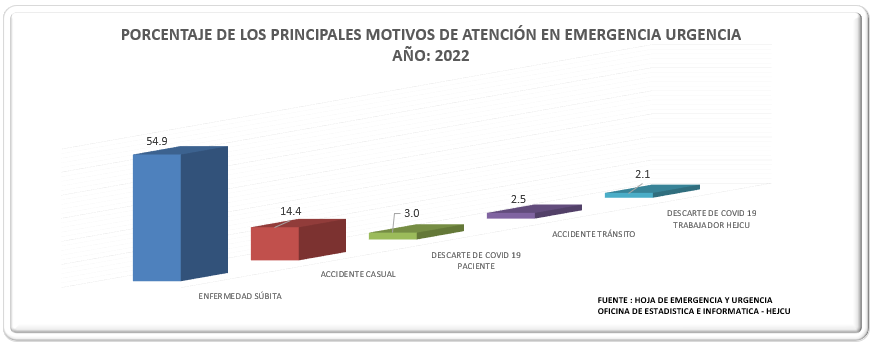 PORCENTAJE DE LOS PRINCIPALES MOTIVOS DE ATENCIÓN EN EMERGENCIA URGENCIA
AÑO: 2022
54.9
14.4
3.0
2.5
2.1
ENFERMEDAD SÚBITA
ACCIDENTE CASUAL
DESCARTE DE COVID 19
PACIENTE
ACCIDENTE TRÁNSITO
DESCARTE DE COVID 19
TRABAJADOR HEJCU
FUENTE : HOJA DE EMERGENCIA Y URGENCIA
OFICINA DE ESTADISTICA E INFORMATICA - HEJCU